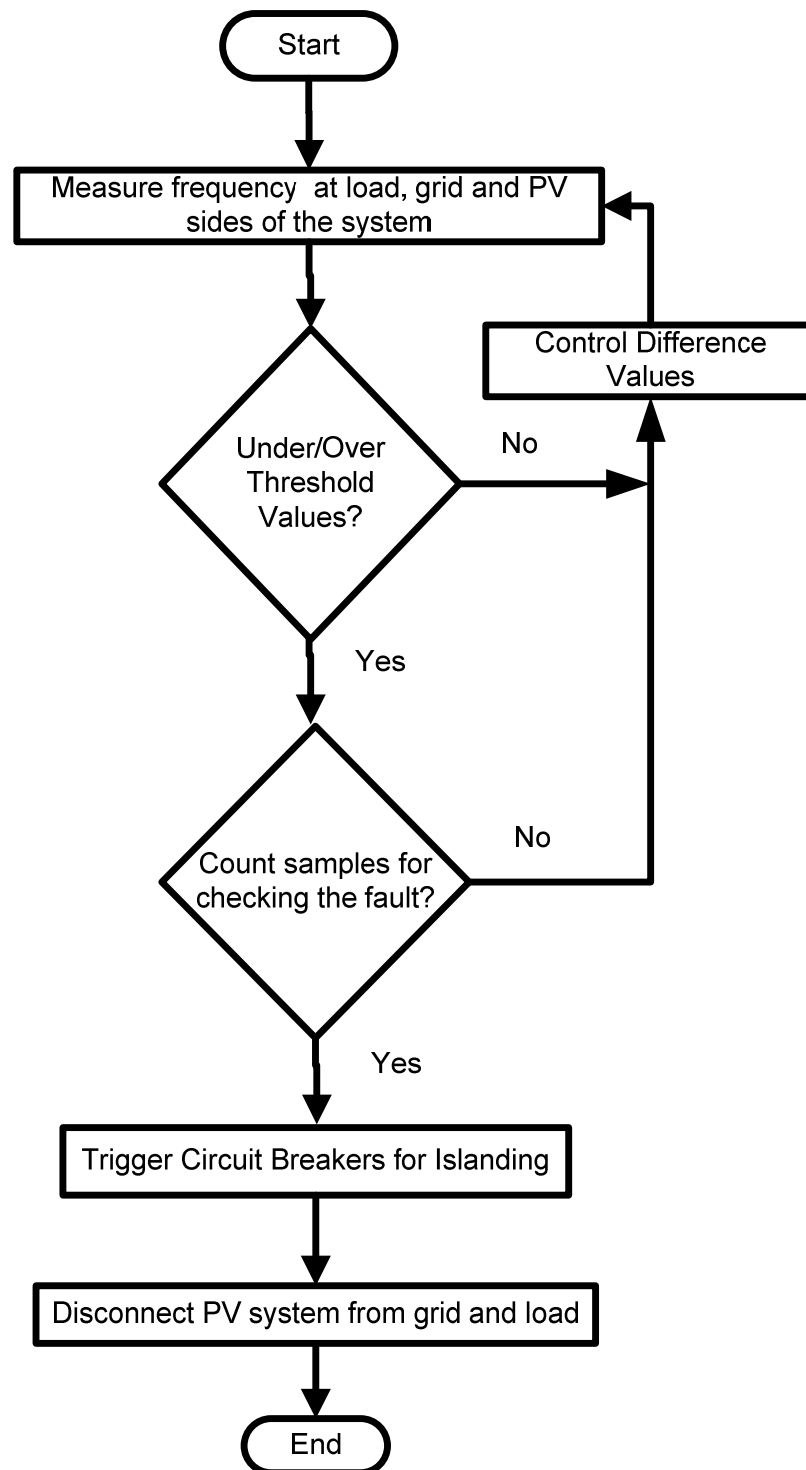 Start
Measure frequency at load, grid and PV
sides of the system
Control Difference
Values
Under/Over
Threshold
Values?
No
Yes
Count samples for
checking the fault?
No
Yes
Trigger Circuit Breakers for Islanding
Disconnect PV system from grid and load
End